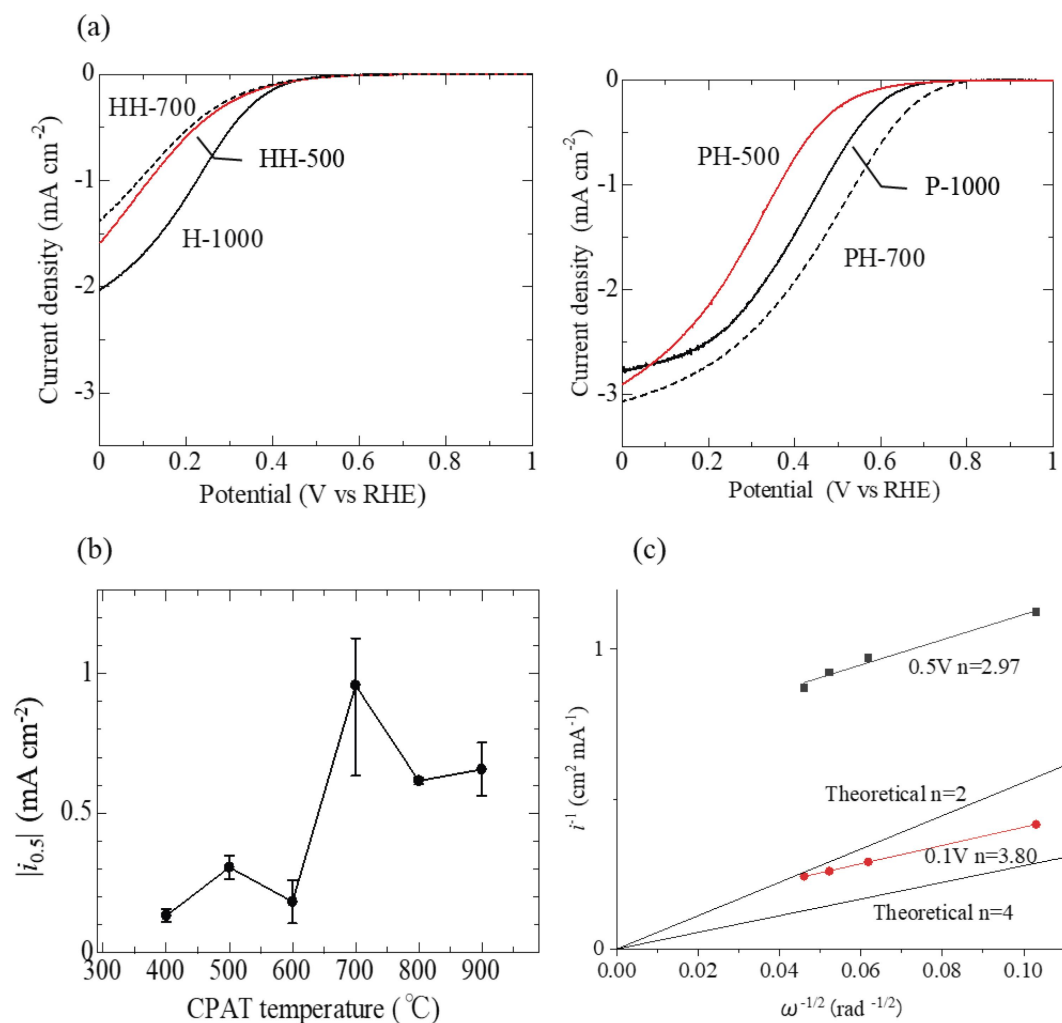 (a)
0
-1
-2
-3
Current density (mA cm-2)
HH-700
HH-500
H-1000
0 0.2 0.4 0.6 0.8 1
Potential (V vs RHE)
0
-1
-2
-3
Current density (mA cm-2)
PH-500
P-1000
PH-700
0 0.2 0.4 0.6 0.8 1
Potential (V vs RHE)
(b)
1
0.5
0
|i0.5| (mA cm-2)
300 400 500 600 700 800 900
CPAT temperature (℃)
(c)
1
0
i-1 (cm2 mA-1)
0.5V n=2.97
Theoretical n=2
0.1V n=3.80
Theoretical n=4
0.00 0.02 0.04 0.06 0.08 0.10
ω-1/2 (rad -1/2)